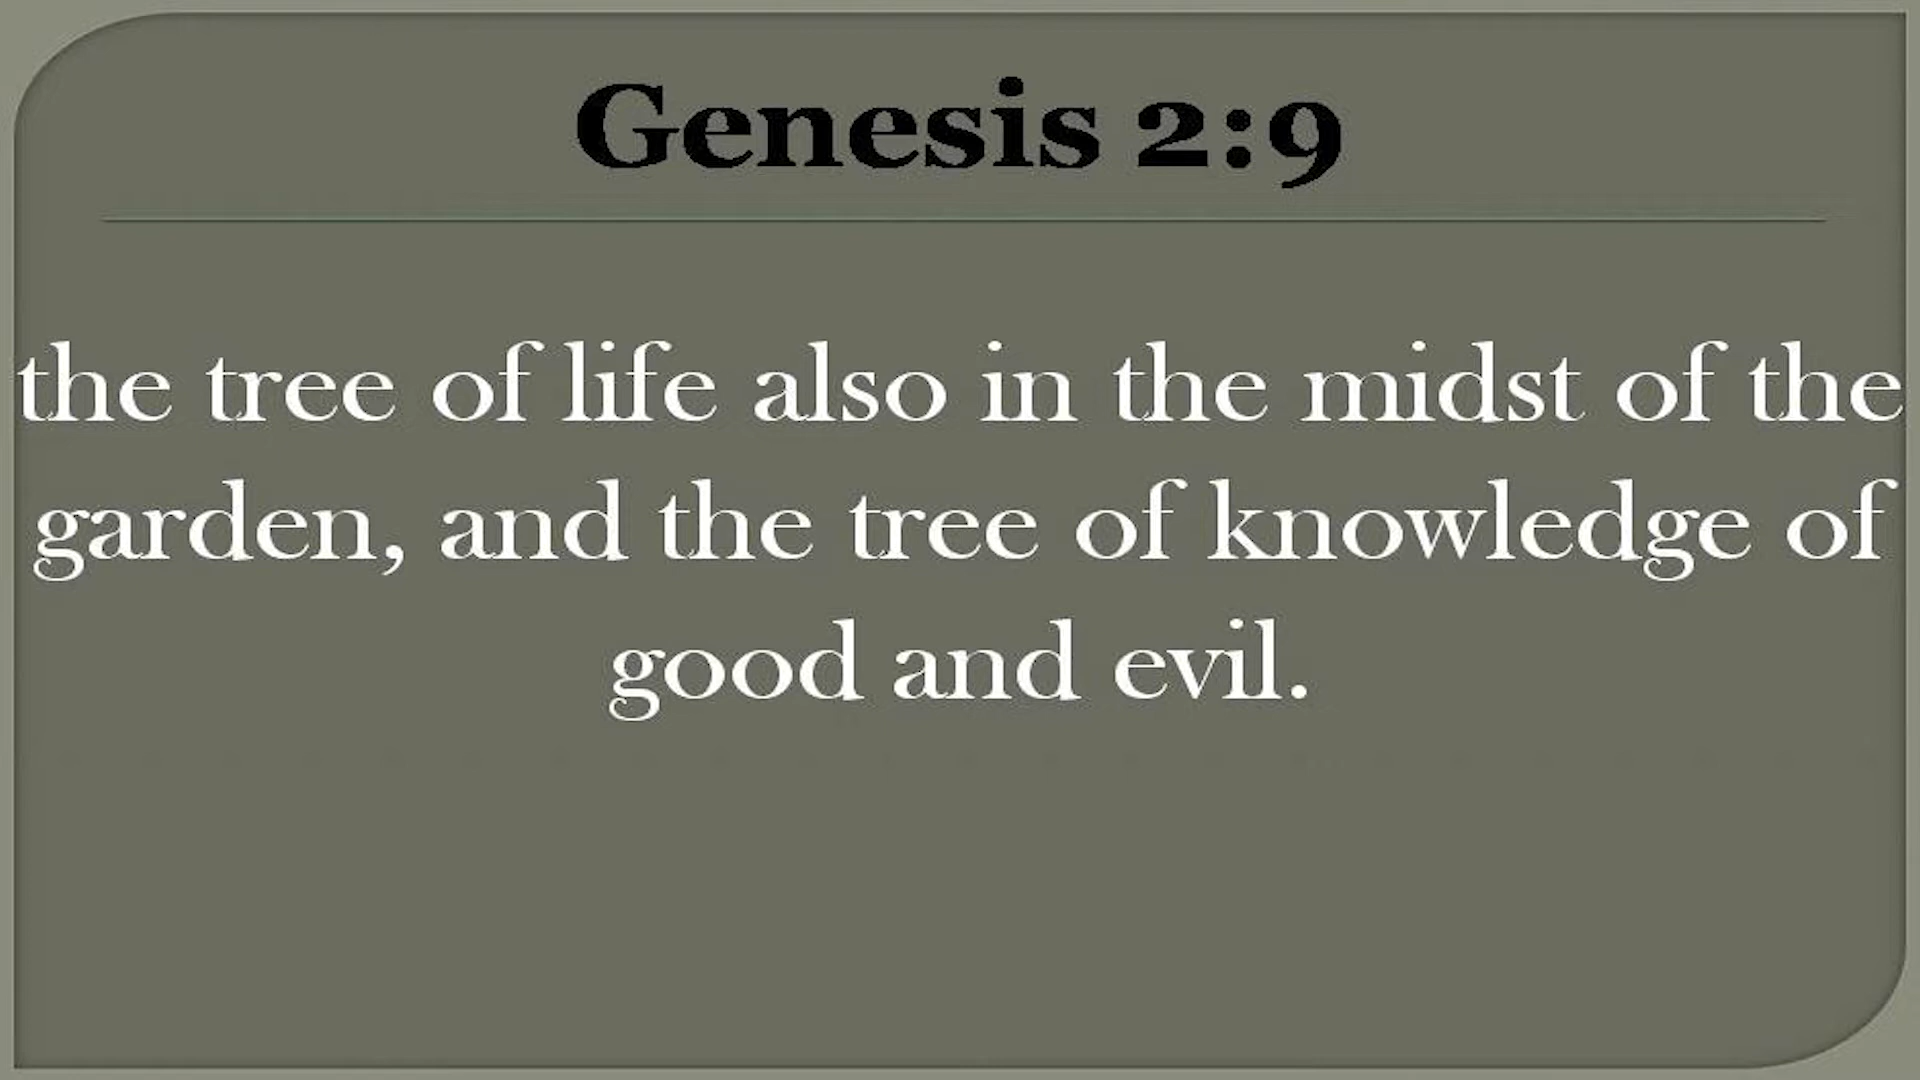 Genesis 2:9
the tree of life also in the midst of the
garden, and the tree of knowledge of
good and evil.